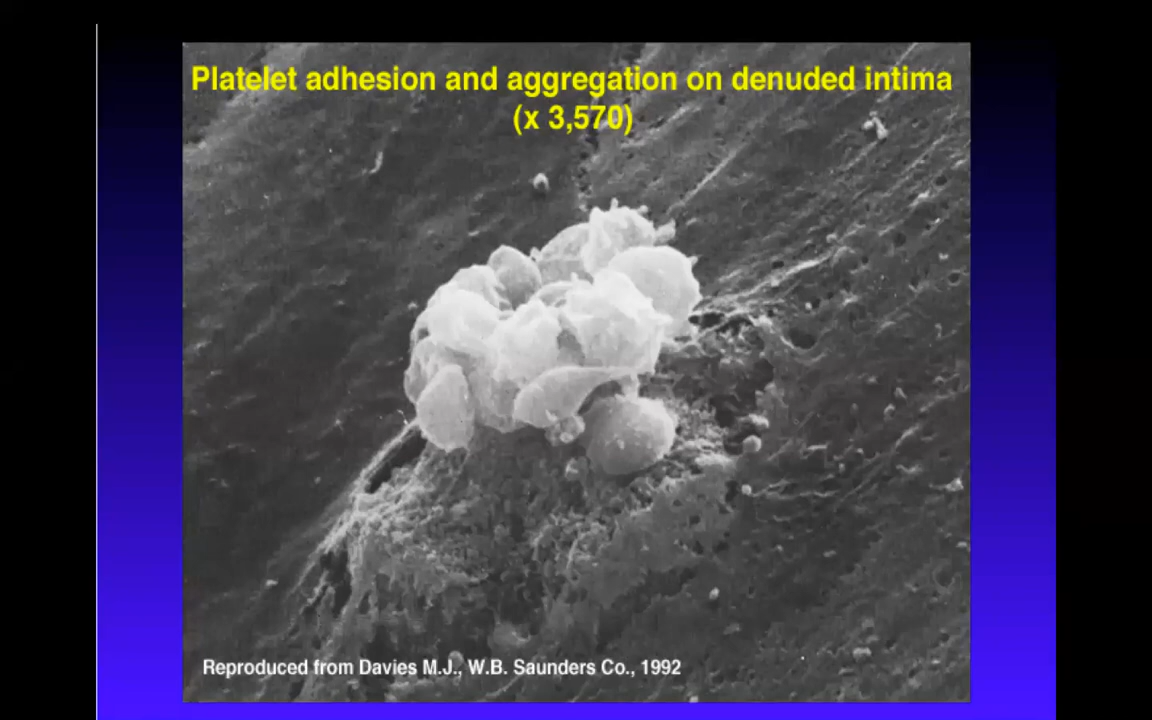 Platelet adhesion and aggregation on denuded intima
(x 3,570)
Reproduced from Davies M.J., W.B. Saunders Co., 1992